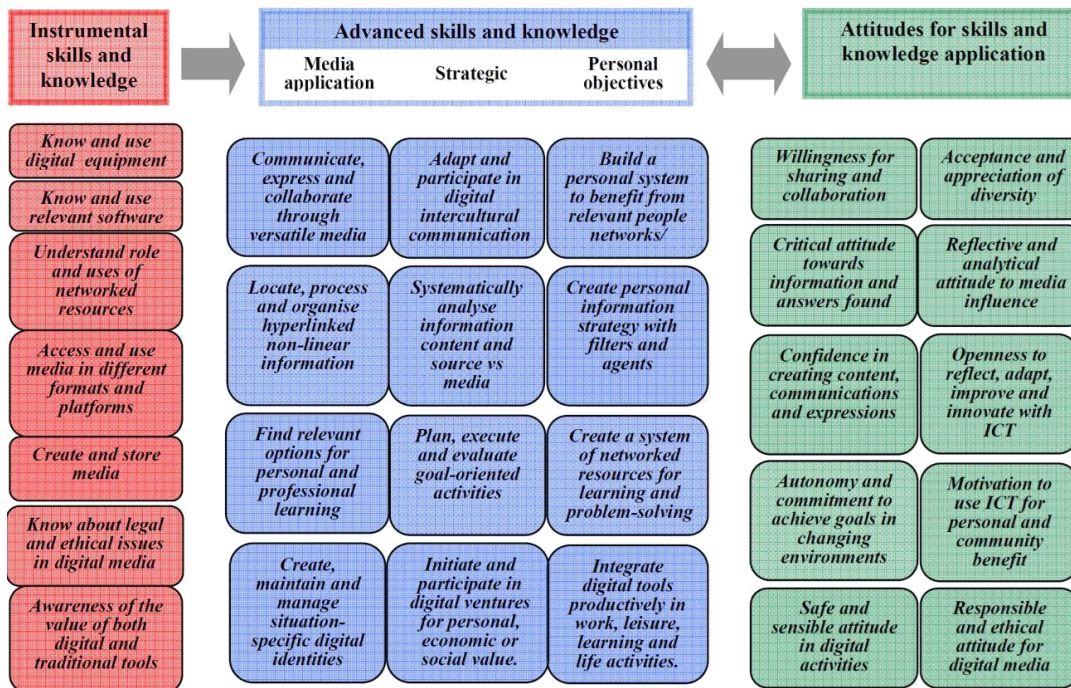 Instrumental
skills and
knowledge
Advanced skills and knowledge
Media
application
Strategic
Personal
objectives
Attitudes for skills and
knowledge application
Know and use
digital equipment
Know and use
relevant software
Understand role
and uses of
networked
resources
Access and use
media in different
formats and
platforms
Create and store
media
Know about legal
and ethical issues
in digital media
Awareness of the
value of both
digital and
traditional tools
Communicate,
express and
collaborate
through
versatile media
Adapt and
participate in
digital
intercultural
communication
Build a
personal system
to benefit from
relevant people
networks/
Locate, process
and organise
hyperlinked
non-linear
information
Systematically
analyse
information
content and
source vs
media
Create personal
information
strategy with
filters and
agents
Find relevant
options for
personal and
professional
learning
Plan, execute
and evaluate
goal-oriented
activities
Create a system
of networked
resources for
learning and
problem-solving
Create,
maintain and
manage
situation-
specific digital
identities
Initiate and
participate in
digital ventures
for personal,
economic or
social value.
Integrate
digital tools
productively in
work, leisure,
learning and
life activities.
Willingness for
sharing and
collaboration
Acceptance and
appreciation of
diversity
Critical attitude
towards
information and
answers found
Reflective and
analytical
attitude to media
influence
Confidence in
creating content,
communications
and expressions
Openness to
reflect, adapt,
improve and
innovate with
ICT
Autonomy and
commitment to
achieve goals in
changing
environments
Motivation to
use ICT for
personal and
community
benefit
Safe and
sensible attitude
in digital
activities
Responsible
and ethical
attitude for
digital media